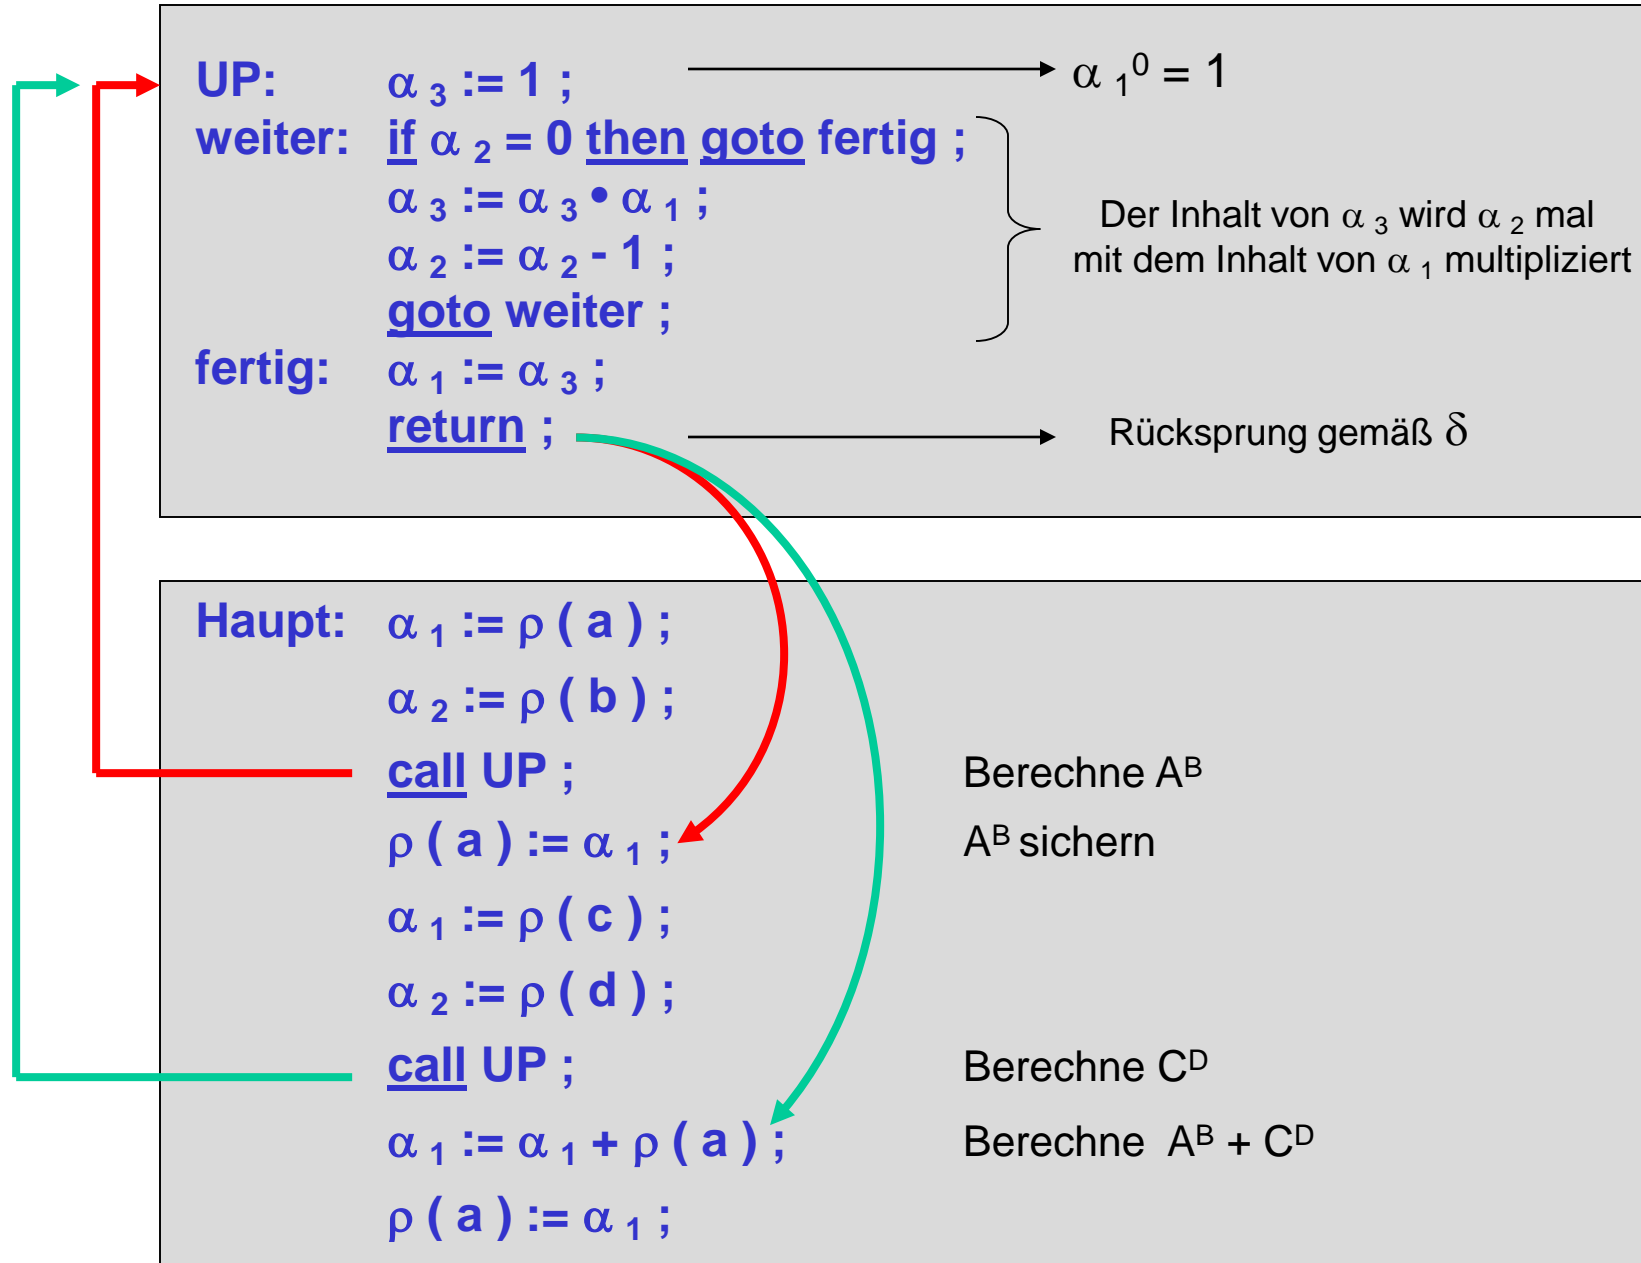 UP: α ₃ := 1 ; α ₁⁰ = 1
weiter: if α ₂ = 0 then goto fertig ;
α ₃ := α ₃ • α ₁ ;
Der Inhalt von α ₃ wird α ₂ mal
α ₂ := α ₂ - 1 ;
mit dem Inhalt von α ₁ multipliziert
goto weiter ;
fertig: α ₁ := α ₃ ;
return ; Rücksprung gemäß δ
Haupt: α ₁ := ρ ( a ) ;
α ₂ := ρ ( b ) ;
call UP ; Berechne Aᴮ
ρ ( a ) := α ₁ ; Aᴮ sichern
α ₁ := ρ ( c ) ;
α ₂ := ρ ( d ) ;
call UP ; Berechne Cᴰ
α ₁ := α ₁ + ρ ( a ) ; Berechne Aᴮ + Cᴰ
ρ ( a ) := α ₁ ;